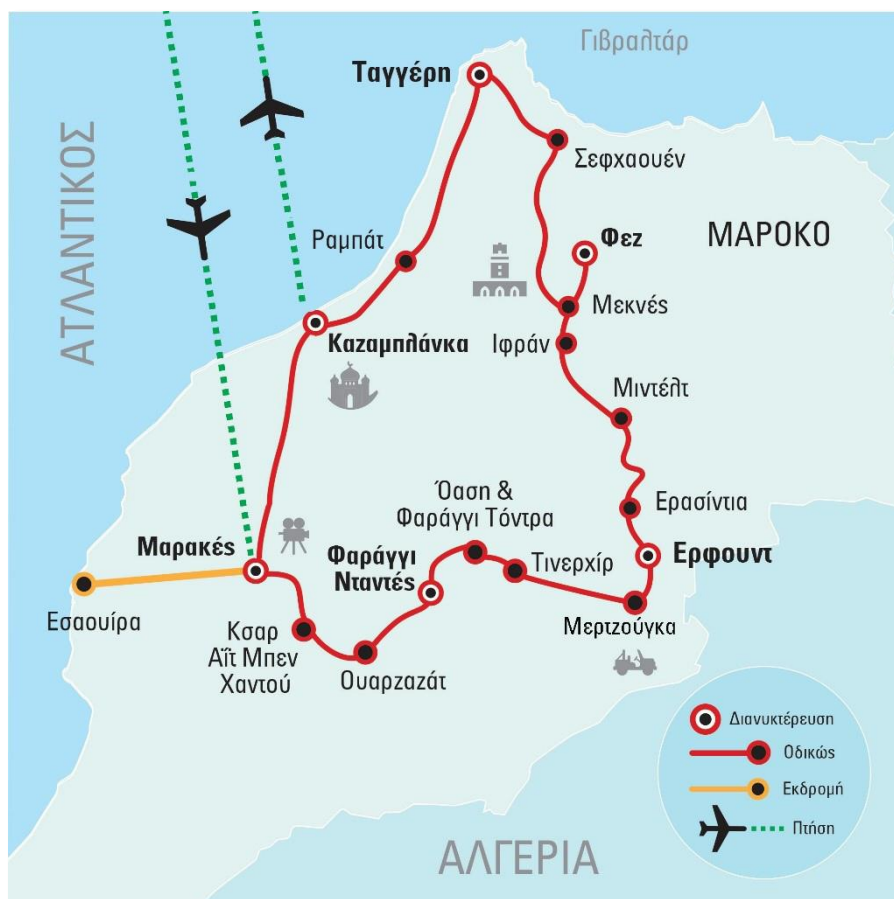 Γιβραλτάρ
Ταγγέρη
ΑΤΛΑΝΤΙΚΟΣ
Σεφχαουέν
Ραμπάτ
Φεζ
ΜΑΡΟΚΟ
Μεκνές
Καζαμπλάνκα
Ιφράν
Μιντέλτ
Όαση &
Φαράγγι Τόντρα
Ερασίντια
Μαρακές
Φαράγγι
Νταντές
Τινερχίρ
Ερφουντ
Εσαουίρα
Κσαρ
Αΐτ Μπεν
Χαντού
Ουαρζαζάτ
Μερτζούγκα
Διανυκτέρευση
Οδικώς
Εκδρομή
Πτήση
ΑΛΓΕΡΙΑ